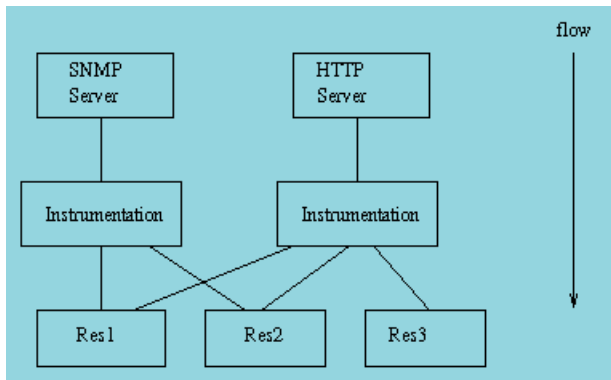 flow
SNMP
Server
HTTP
Server
Instrumentation
Instrumentation
Res1
Res2
Res3